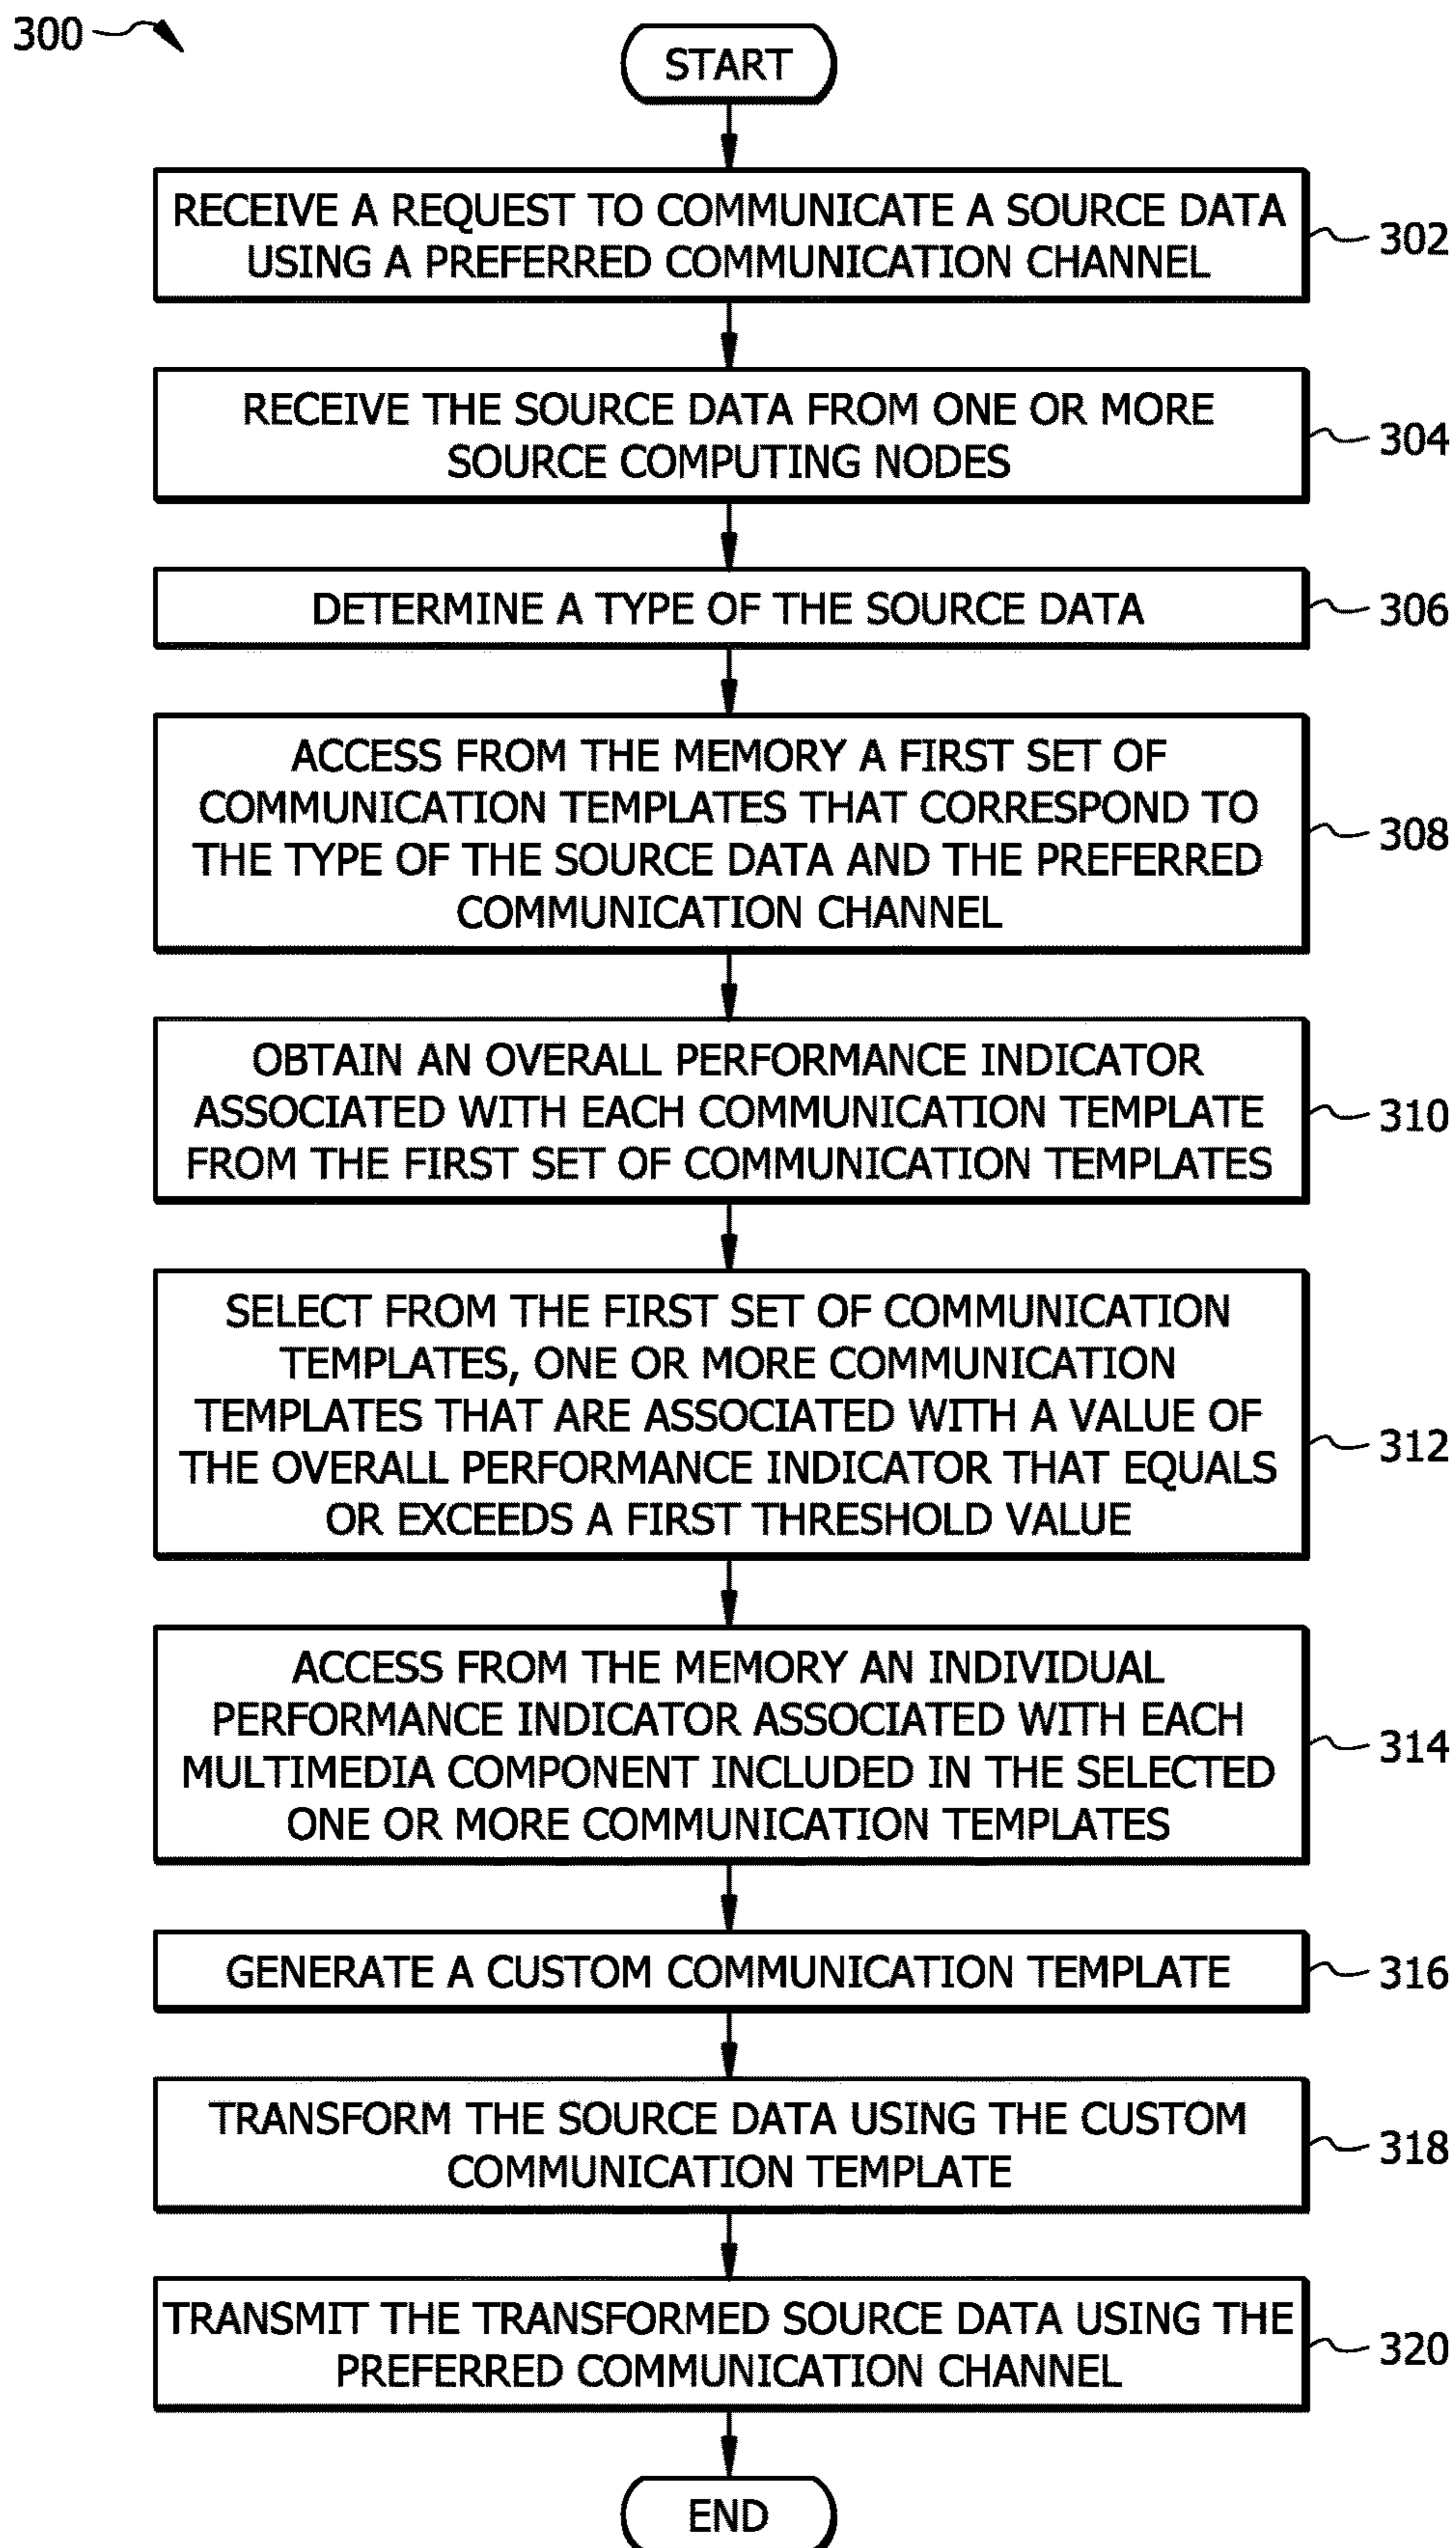 300
START
RECEIVE A REQUEST TO COMMUNICATE A SOURCE DATA
USING A PREFERRED COMMUNICATION CHANNEL
302
RECEIVE THE SOURCE DATA FROM ONE OR MORE
SOURCE COMPUTING NODES
304
DETERMINE A TYPE OF THE SOURCE DATA
306
ACCESS FROM THE MEMORY A FIRST SET OF
COMMUNICATION TEMPLATES THAT CORRESPOND TO
THE TYPE OF THE SOURCE DATA AND THE PREFERRED
COMMUNICATION CHANNEL
308
OBTAIN AN OVERALL PERFORMANCE INDICATOR
ASSOCIATED WITH EACH COMMUNICATION TEMPLATE
FROM THE FIRST SET OF COMMUNICATION TEMPLATES
310
SELECT FROM THE FIRST SET OF COMMUNICATION
TEMPLATES, ONE OR MORE COMMUNICATION
TEMPLATES THAT ARE ASSOCIATED WITH A VALUE OF
THE OVERALL PERFORMANCE INDICATOR THAT EQUALS
OR EXCEEDS A FIRST THRESHOLD VALUE
312
ACCESS FROM THE MEMORY AN INDIVIDUAL
PERFORMANCE INDICATOR ASSOCIATED WITH EACH
MULTIMEDIA COMPONENT INCLUDED IN THE SELECTED
ONE OR MORE COMMUNICATION TEMPLATES
314
GENERATE A CUSTOM COMMUNICATION TEMPLATE
316
TRANSFORM THE SOURCE DATA USING THE CUSTOM
COMMUNICATION TEMPLATE
318
TRANSMIT THE TRANSFORMED SOURCE DATA USING THE
PREFERRED COMMUNICATION CHANNEL
320
END